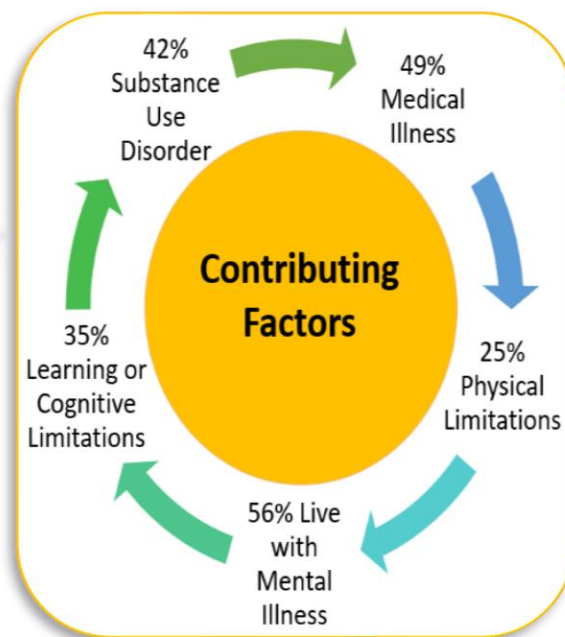 42%
Substance
Use
Disorder
49%
Medical
Illness
Contributing
Factors
35%
Learning or
Cognitive
Limitations
25%
Physical
Limitations
56% Live
with
Mental
Illness